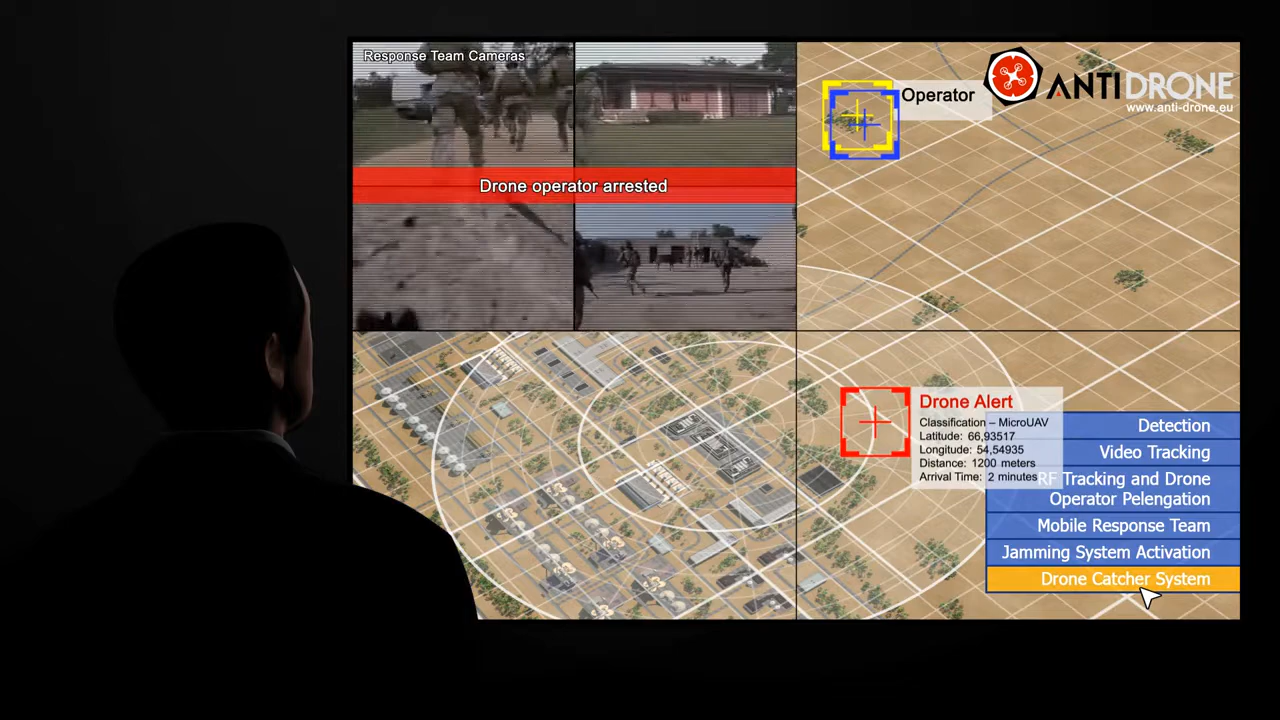 Response Team Cameras
ANTIDRONE
www.anti-drone.eu
Operator
Drone operator arrested
Drone Alert
Classification – MicroUAV
Latitude: 66,93517
Longitude: 54,54935
Distance: 1200 meters
Arrival Time: 2 minutes
Detection
Video Tracking
RF Tracking and Drone
Operator Pelengation
Mobile Response Team
Jamming System Activation
Drone Catcher System